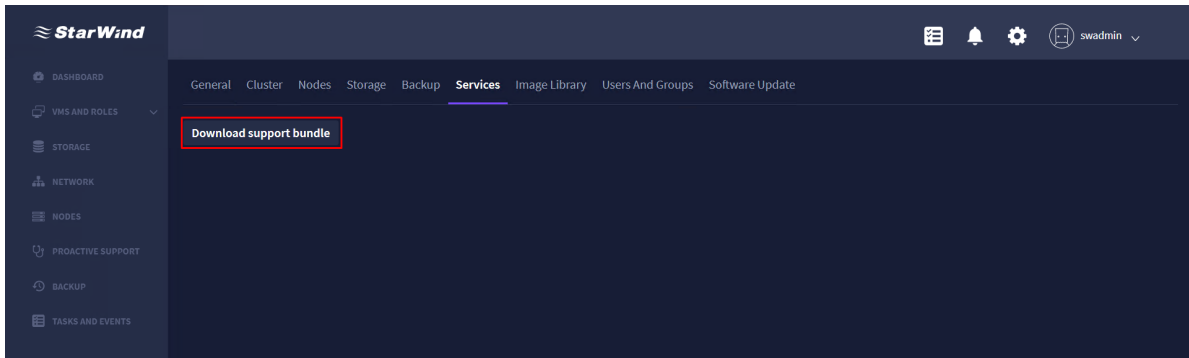 StarWind
swadmin
DASHBOARD
VMS AND ROLES
STORAGE
NETWORK
NODES
PROACTIVE SUPPORT
BACKUP
TASKS AND EVENTS
General Cluster Nodes Storage Backup Services Image Library Users And Groups Software Update
Download support bundle